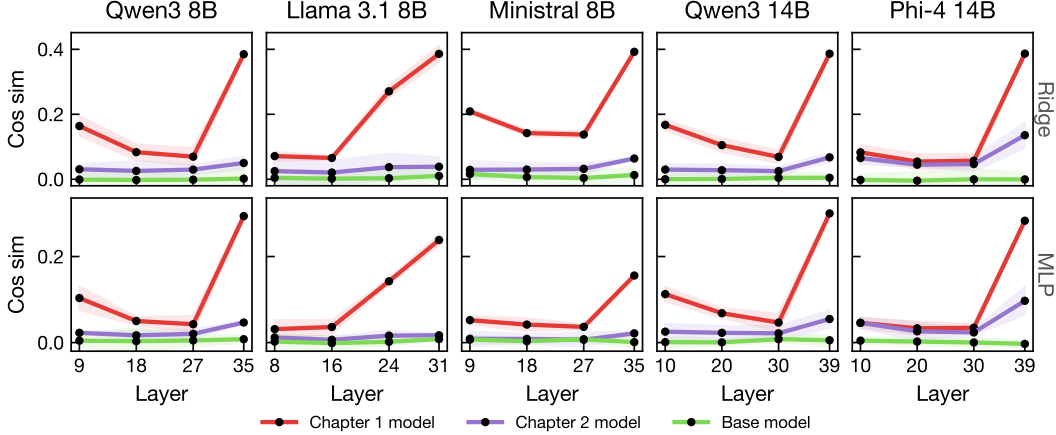 Qwen3 8B Llama 3.1 8B Ministral 8B Qwen3 14B Phi-4 14B
0.4
0.2
0.0
Cos sim
Ridge
0.2
0.0
Cos sim
MLP
9 18 27 35 8 16 24 31 9 18 27 35 10 20 30 39 10 20 30 39
Layer Layer Layer Layer Layer
Chapter 1 model Chapter 2 model Base model